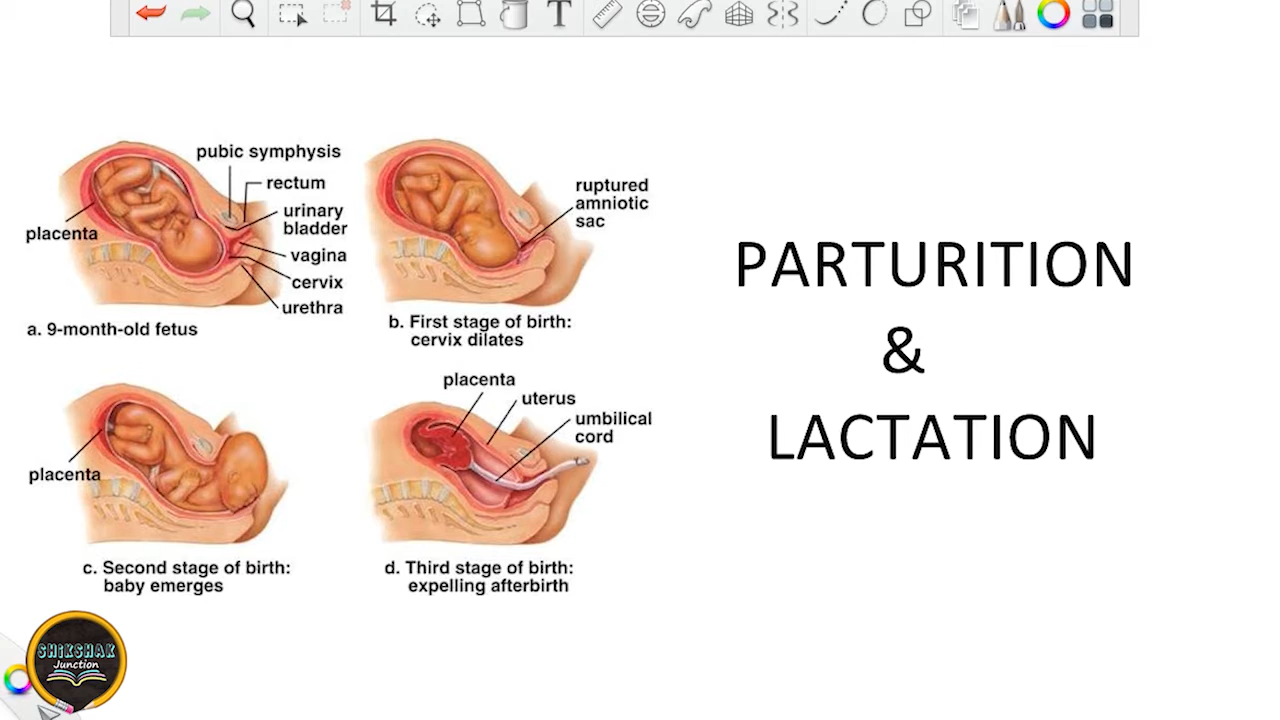 pubic symphysis
rectum
urinary
bladder
placenta
vagina
cervix
urethra
a. 9-month-old fetus
ruptured
amniotic
sac
b. First stage of birth:
cervix dilates
placenta
c. Second stage of birth:
baby emerges
placenta
uterus
umbilical
cord
d. Third stage of birth:
expelling afterbirth
PARTURITION
&
LACTATION
SHiKSHAK
Junction
T